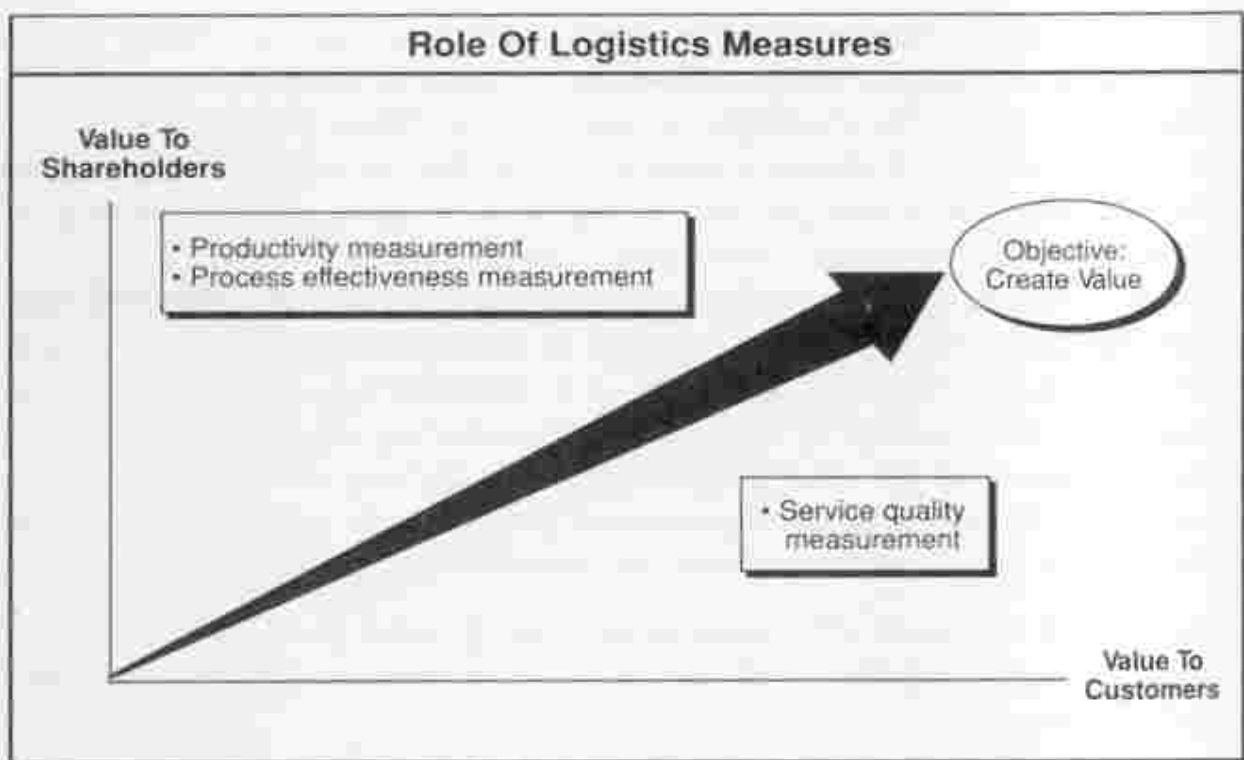 Role Of Logistics Measures
Value To
Shareholders
• Productivity measurement
• Process effectiveness measurement
Objective:
Create Value
• Service quality
measurement
Value To
Customers